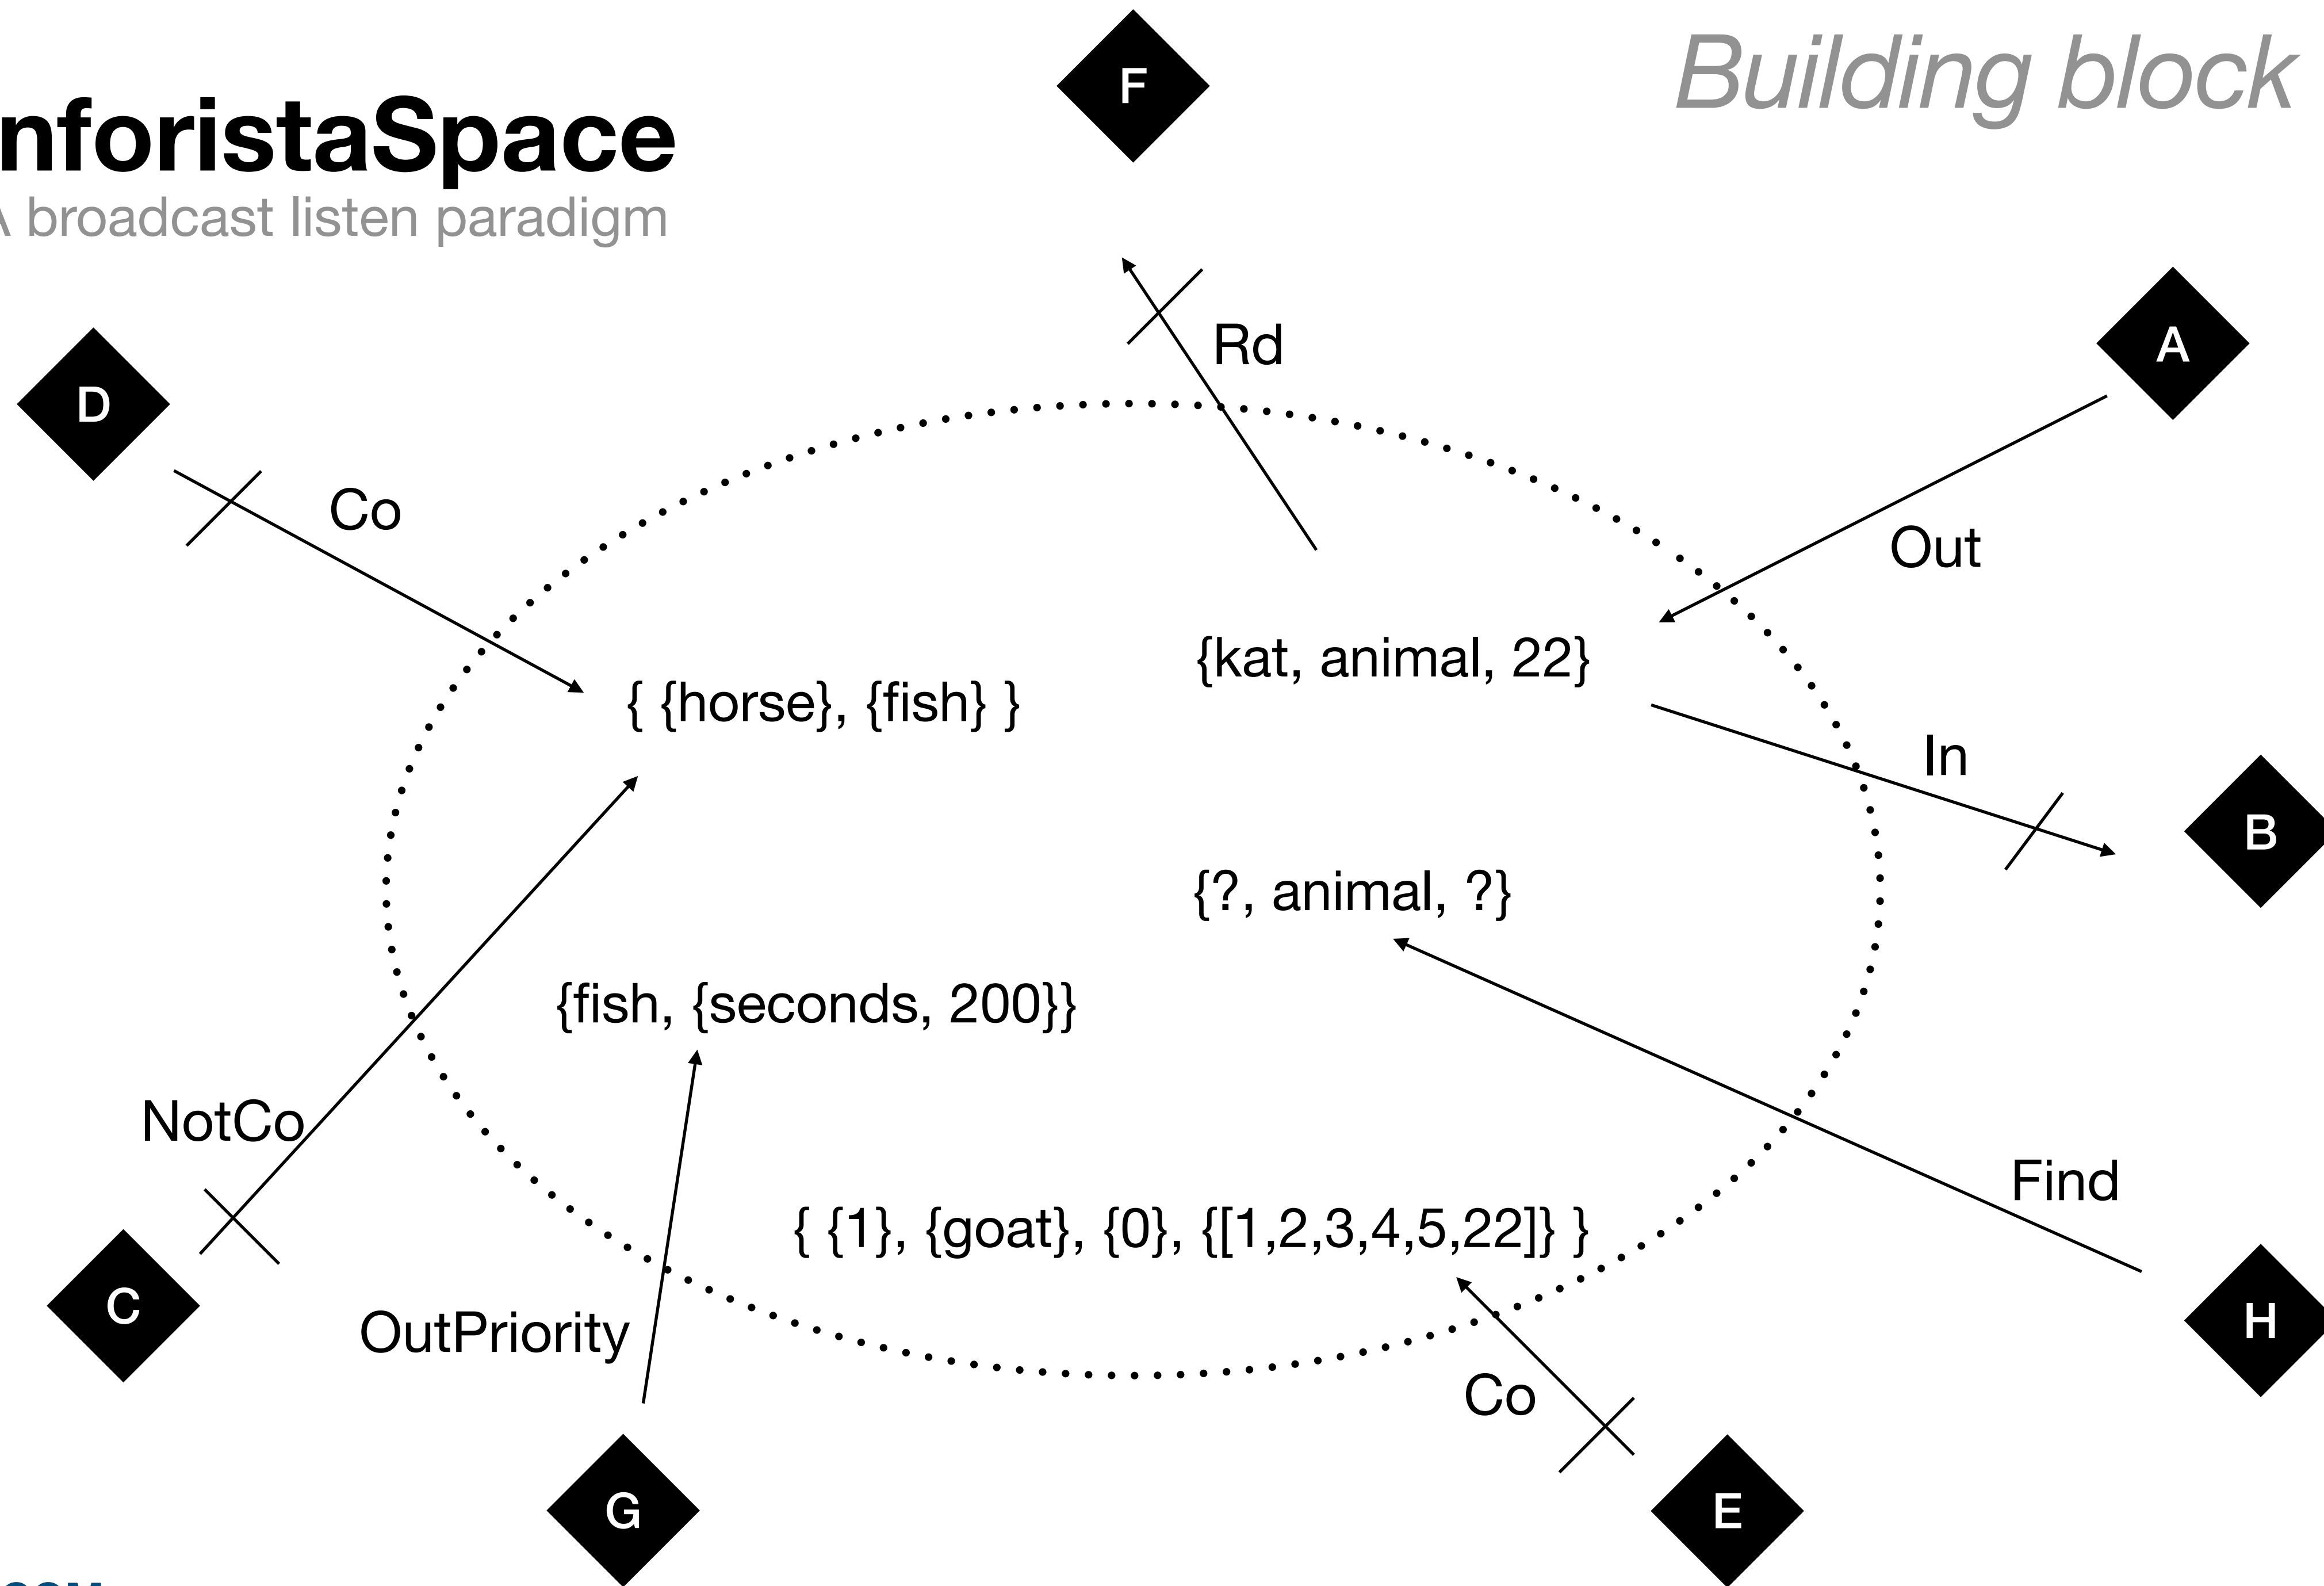 F
Building block
nforistaSpace
A broadcast listen paradigm
Rd
A
D
Co
Out
{kat, animal, 22}
{ {horse}, {fish} }
In
B
{?, animal, ?}
{fish, {seconds, 200}}
NotCo
Find
{ {1}, {goat}, {0}, {[1,2,3,4,5,22]} }
C
OutPriority
H
Co
G
E